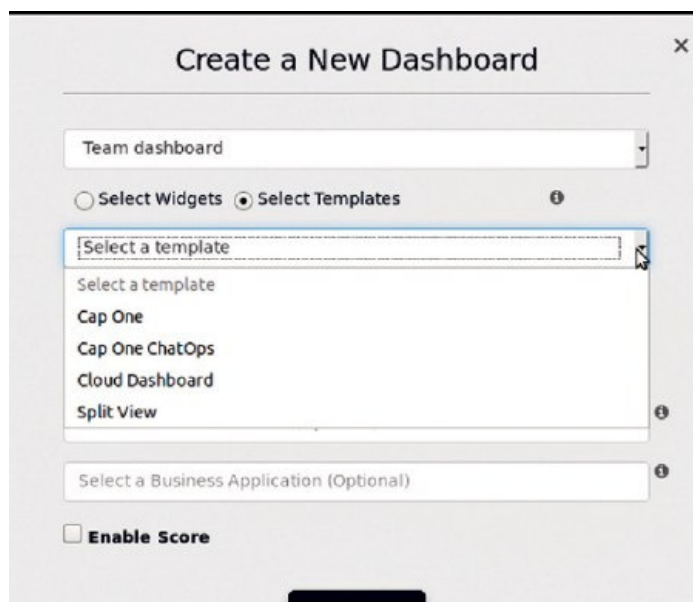 Create a New Dashboard
×
Team dashboard
Select Widgets Select Templates
Select a template
Select a template
Cap One
Cap One ChatOps
Cloud Dashboard
Split View
Select a Business Application (Optional)
Enable Score